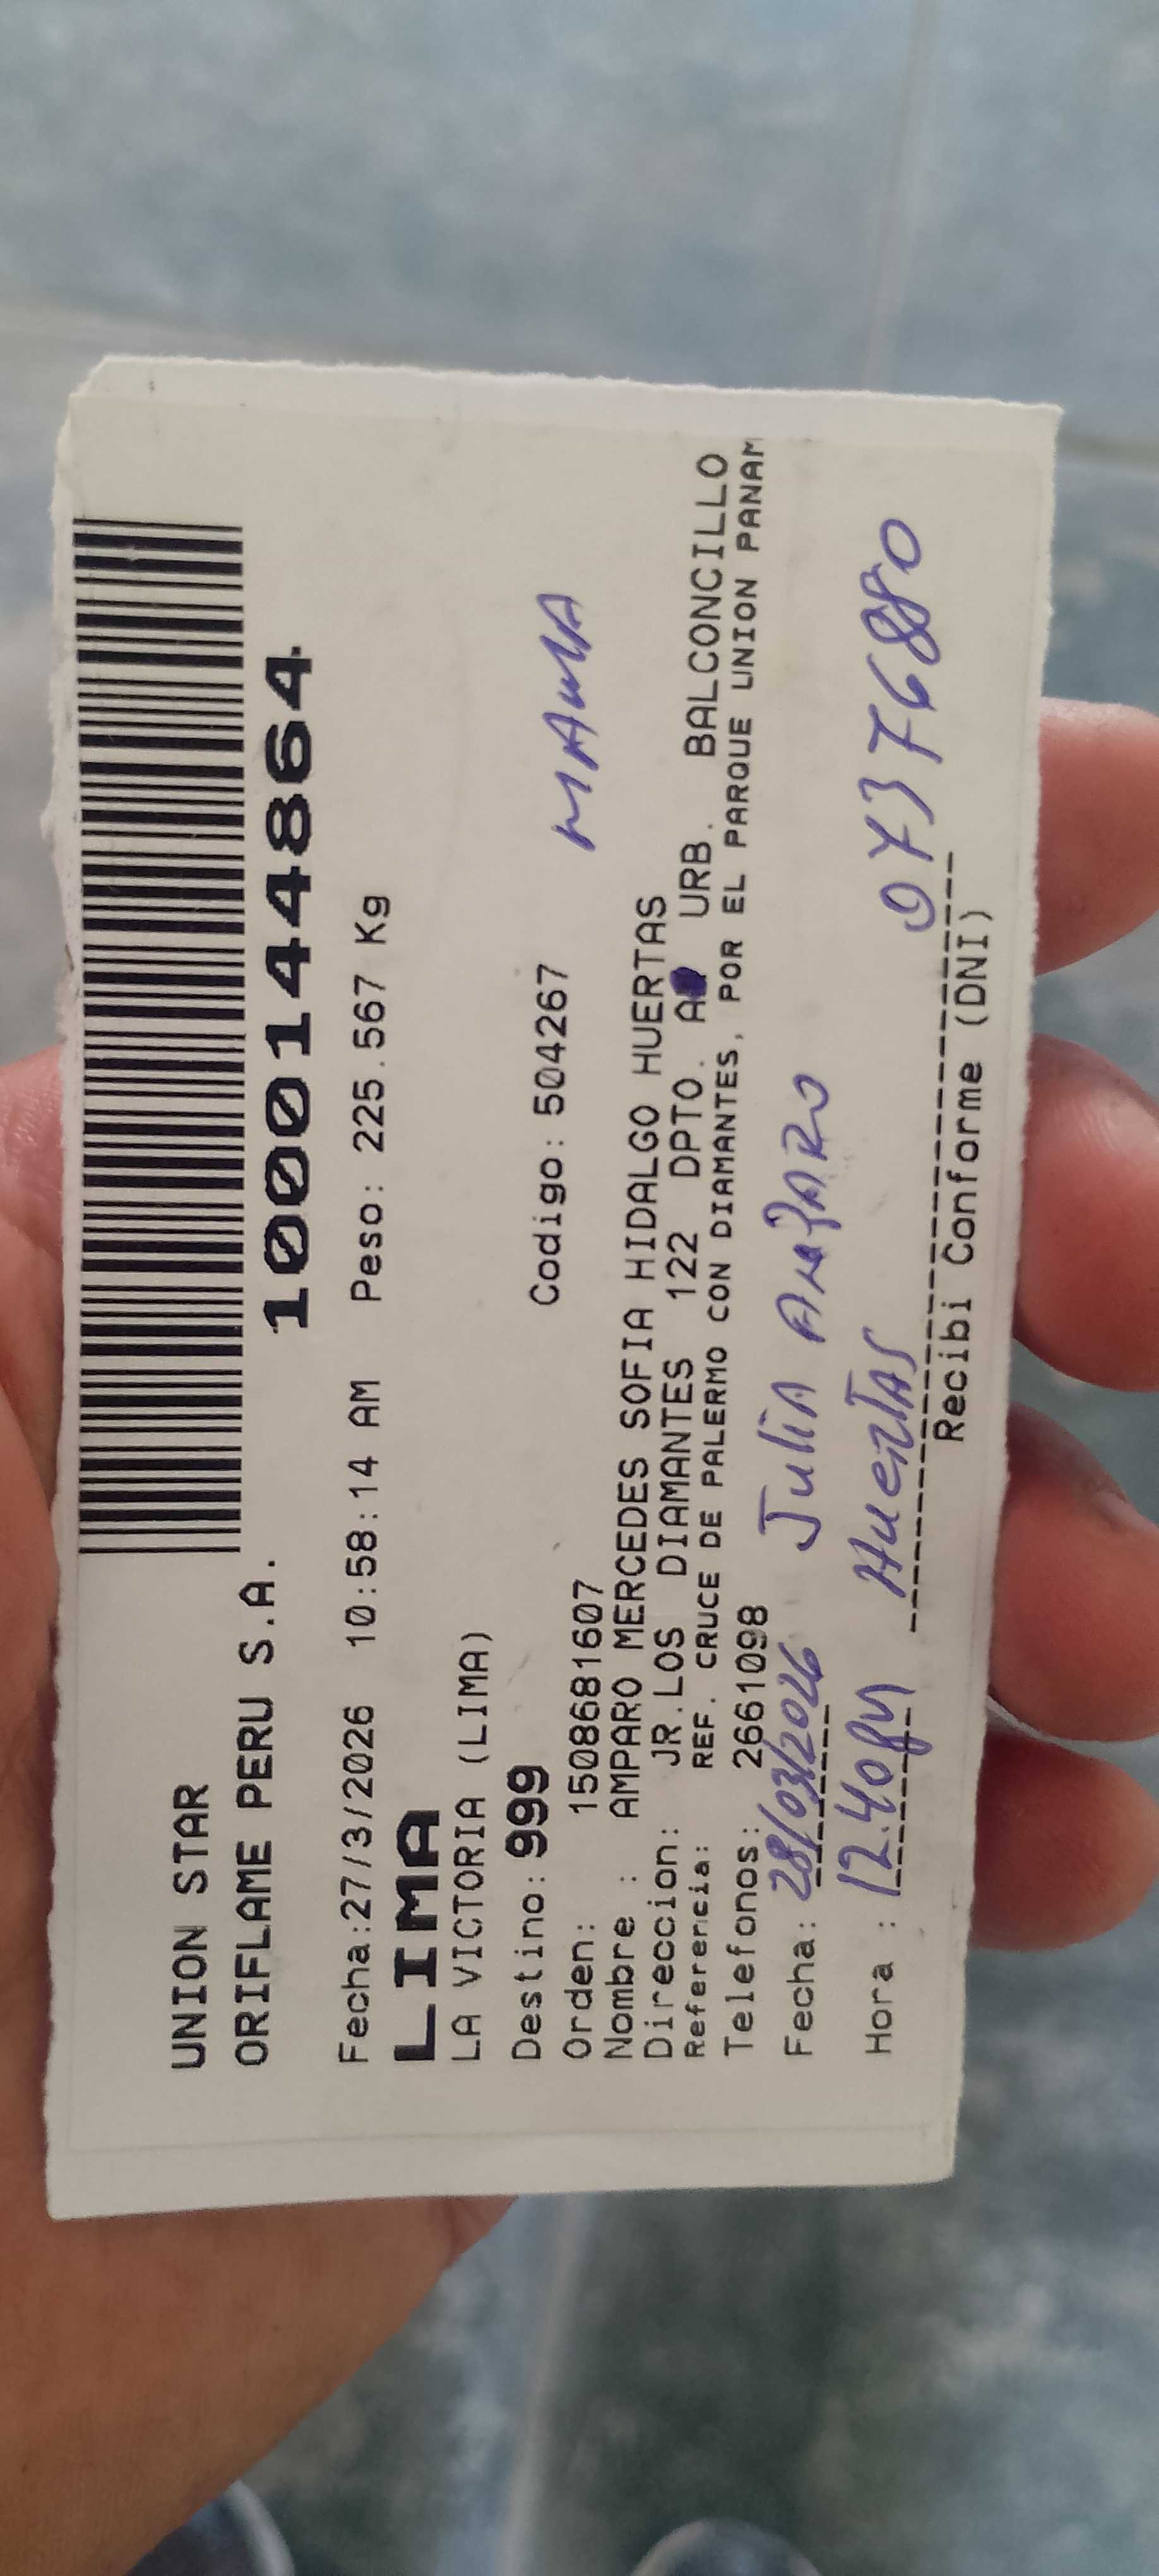 UNION STAR
ORIFLAME PERU S.A.
100144864
Fecha:27/3/2026 10:58:14 AM Peso: 225.567 Kg
LIMA
LA VICTORIA (LIMA)
Destino: 999 Codigo: 504267
MAMA
Orden: 1508681607
Nombre : AMPARO MERCEDES SOFIA HIDALGO HUERTAS
Direccion: JR.LOS DIAMANTES 122 DPTO. A URB. BALCONCILLO
Referencia: REF. CRUCE DE PALERMO CON DIAMANTES, POR EL PARQUE UNION PANAM
Telefonos: 2661098
Fecha: 28/03/2026 Julia AMPARO
Hora : 12.40pm Huertas 07376880
Recibi Conforme (DNI)